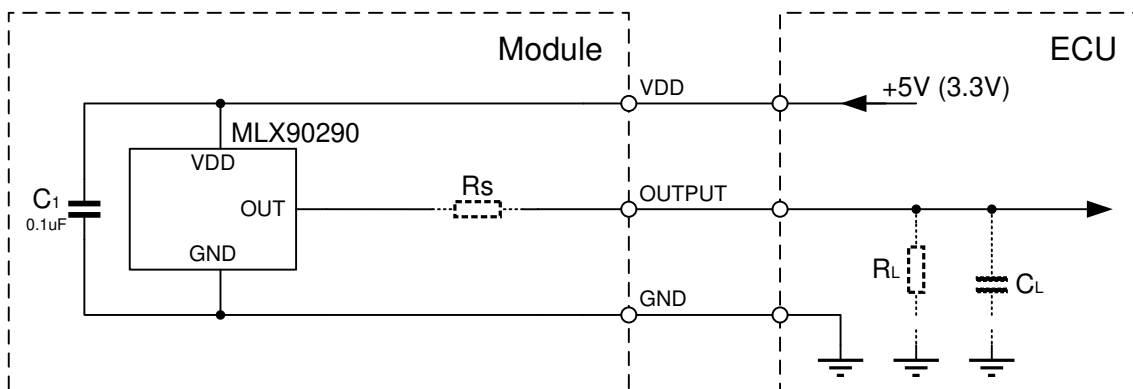 Module
ECU
VDD
+5V (3.3V)
MLX90290
VDD
C1
0.1uF
OUT
Rs
OUTPUT
GND
RL
CL
GND